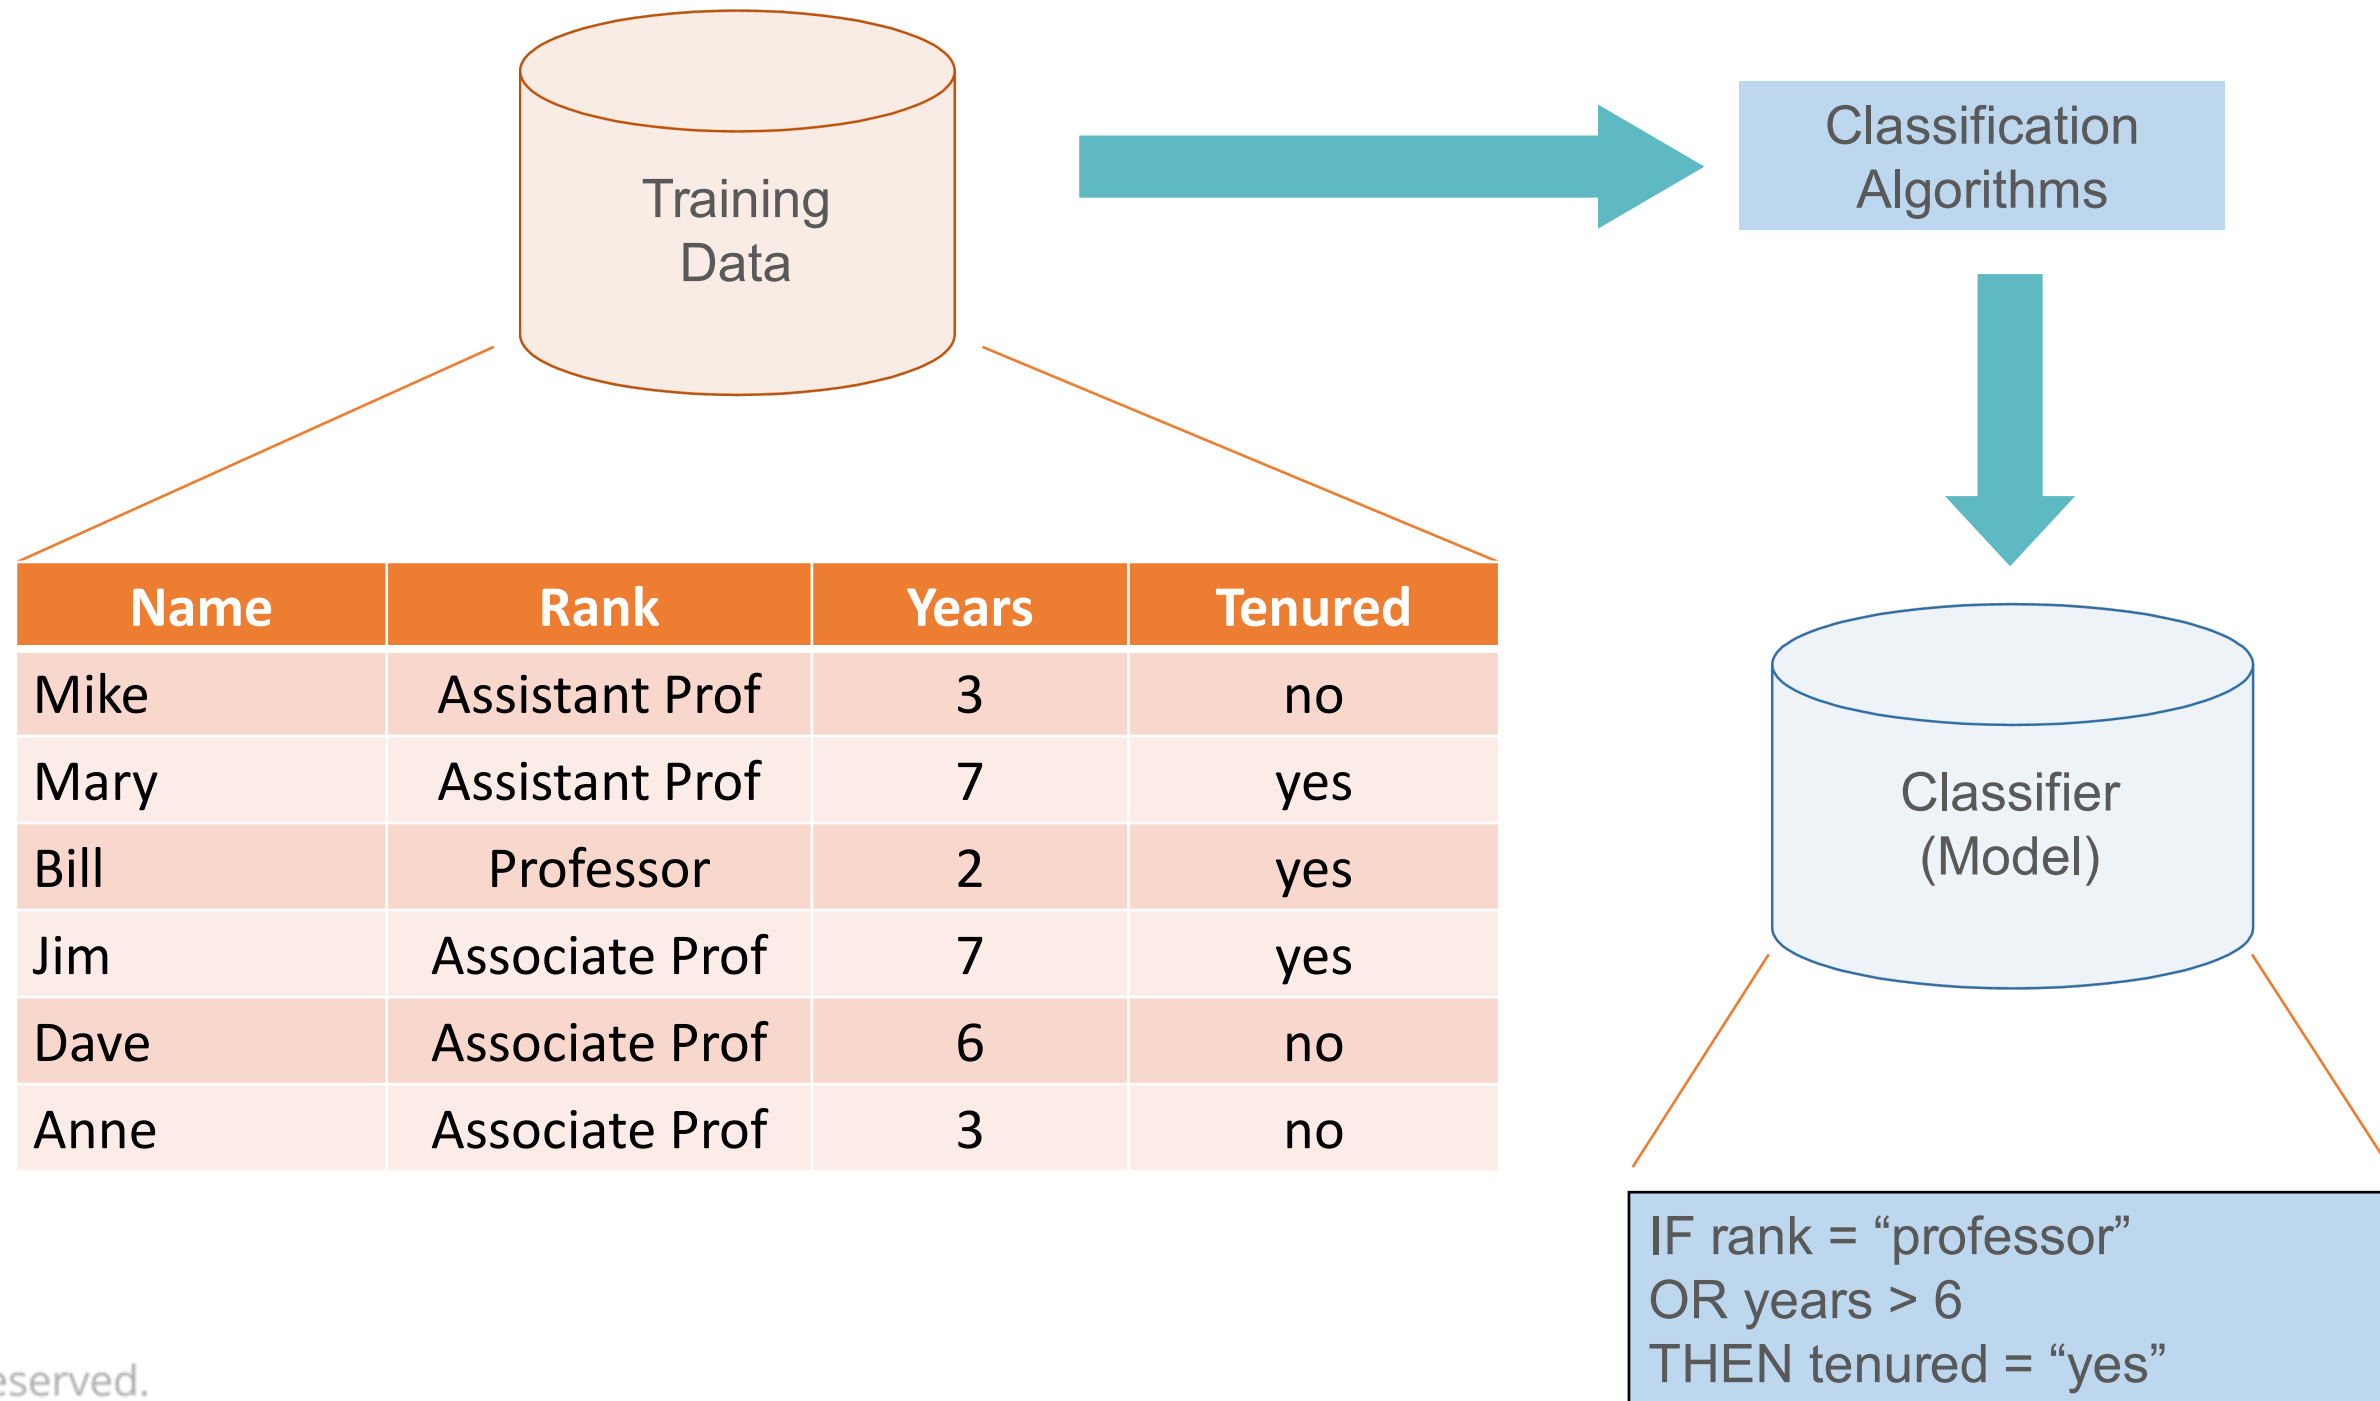 Training
Data
Classification
Algorithms
Name Rank Years Tenured
Mike Assistant Prof 3 no
Mary Assistant Prof 7 yes
Bill Professor 2 yes
Jim Associate Prof 7 yes
Dave Associate Prof 6 no
Anne Associate Prof 3 no
Classifier
(Model)
IF rank = “professor”
OR years > 6
THEN tenured = “yes”
eserved.